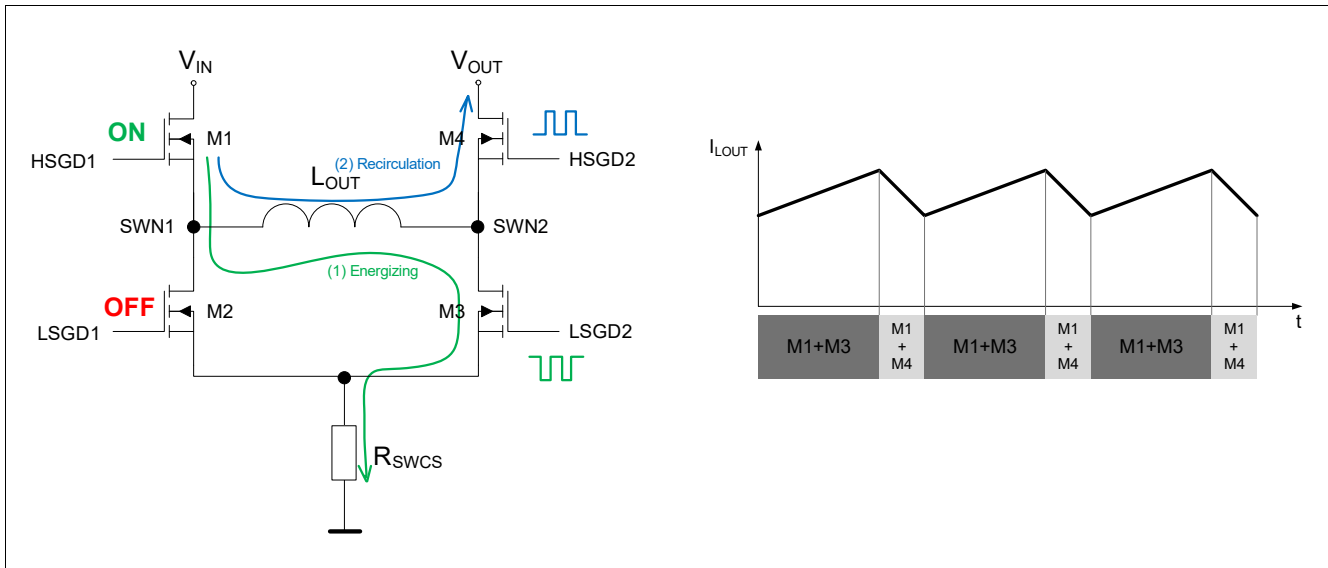 VIN
VOUT
ON
M1
M4
HSGD1
(2) Recirculation
HSGD2
LOUT
SWN1
SWN2
(1) Energizing
OFF
M2
M3
LSGD1
LSGD2
RSWCS
ILOUT
t
M1+M3
M1
+
M4
M1+M3
M1
+
M4
M1+M3
M1
+
M4